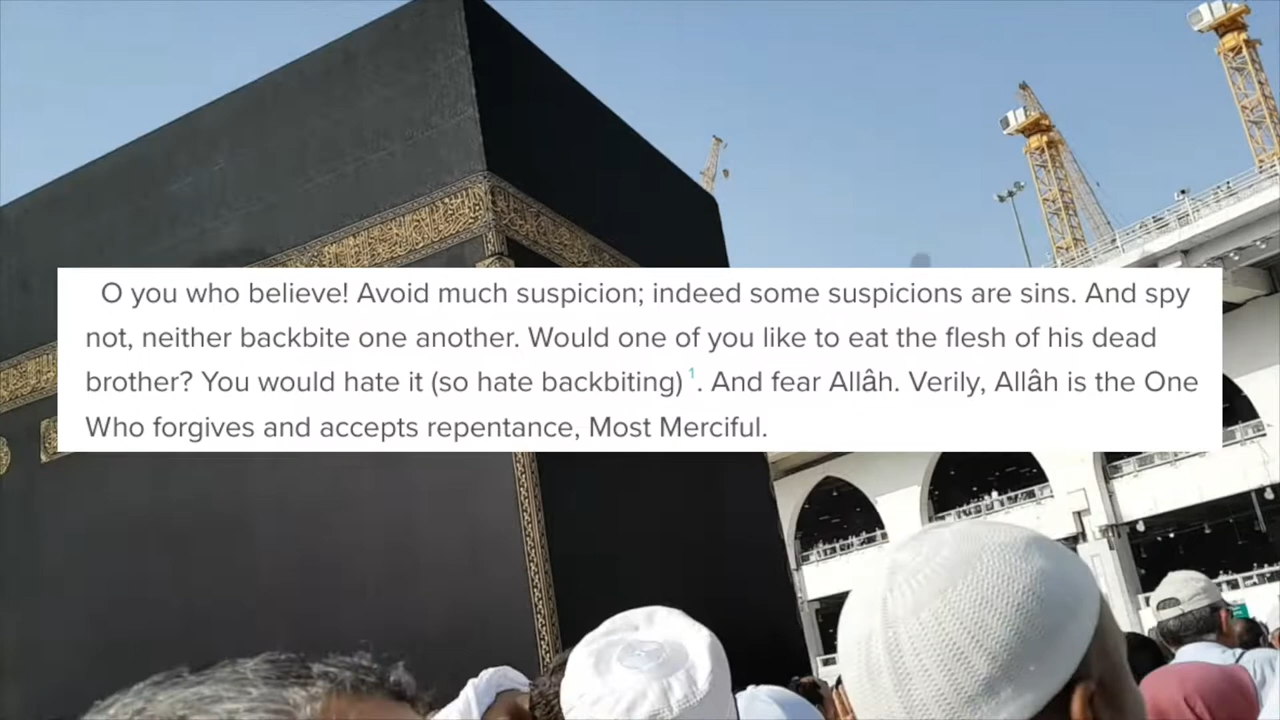 O you who believe! Avoid much suspicion; indeed some suspicions are sins. And spy
not, neither backbite one another. Would one of you like to eat the flesh of his dead
brother? You would hate it (so hate backbiting) ¹. And fear Allâh. Verily, Allâh is the One
Who forgives and accepts repentance, Most Merciful.